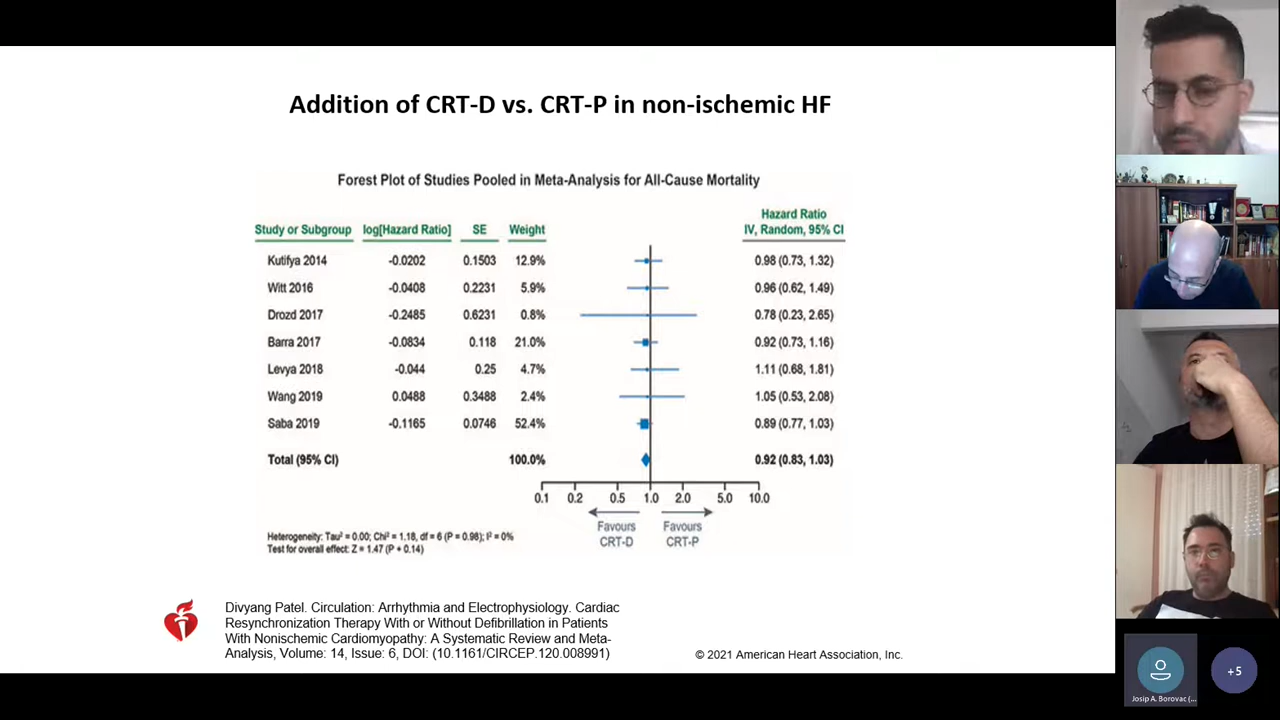 Addition of CRT-D vs. CRT-P in non-ischemic HF
Forest Plot of Studies Pooled in Meta-Analysis for All-Cause Mortality
Hazard Ratio
Study or Subgroup log[Hazard Ratio] SE Weight IV, Random, 95% CI
Kutifya 2014 -0.0202 0.1503 12.9% 0.98 (0.73, 1.32)
Witt 2016 -0.0408 0.2231 5.9% 0.96 (0.62, 1.49)
Drozd 2017 -0.2485 0.6231 0.8% 0.78 (0.23, 2.65)
Barra 2017 -0.0834 0.118 21.0% 0.92 (0.73, 1.16)
Levya 2018 -0.044 0.25 4.7% 1.11 (0.68, 1.81)
Wang 2019 0.0488 0.3488 2.4% 1.05 (0.53, 2.08)
Saba 2019 -0.1165 0.0746 52.4% 0.89 (0.77, 1.03)
Total (95% CI) 100.0% 0.92 (0.83, 1.03)
0.1 0.2 0.5 1.0 2.0 5.0 10.0
Favours CRT-D
Favours CRT-P
Heterogeneity: Tau² = 0.00; Chi² = 1.18, df = 6 (P = 0.98); I² = 0%
Test for overall effect: Z = 1.47 (P + 0.14)
Divyang Patel. Circulation: Arrhythmia and Electrophysiology. Cardiac
Resynchronization Therapy With or Without Defibrillation in Patients
With Nonischemic Cardiomyopathy: A Systematic Review and Meta-
Analysis, Volume: 14, Issue: 6, DOI: (10.1161/CIRCEP.120.008991)
© 2021 American Heart Association, Inc.
Josip A. Borovac (...
+5